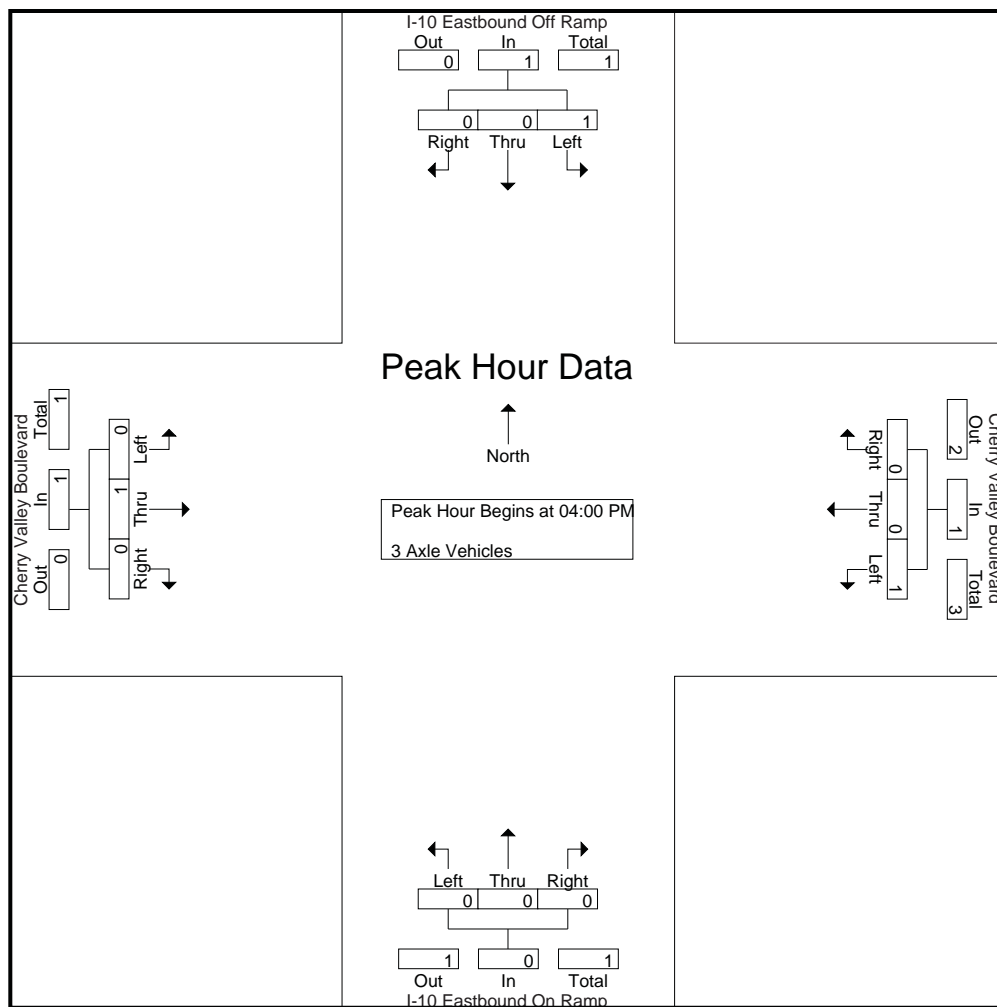 I-10 Eastbound Off Ramp
Out In Total
0 1 1
0 0 1
Right Thru Left
Peak Hour Data
North
Peak Hour Begins at 04:00 PM
3 Axle Vehicles
Cherry Valley Boulevard
Out In Total
0 1 1
Left Thru Right
0 1 0
Cherry Valley Boulevard
Out In Total
2 1 3
Right Thru Left
0 0 1
Left Thru Right
0 0 0
1 0 1
Out In Total
I-10 Eastbound On Ramp